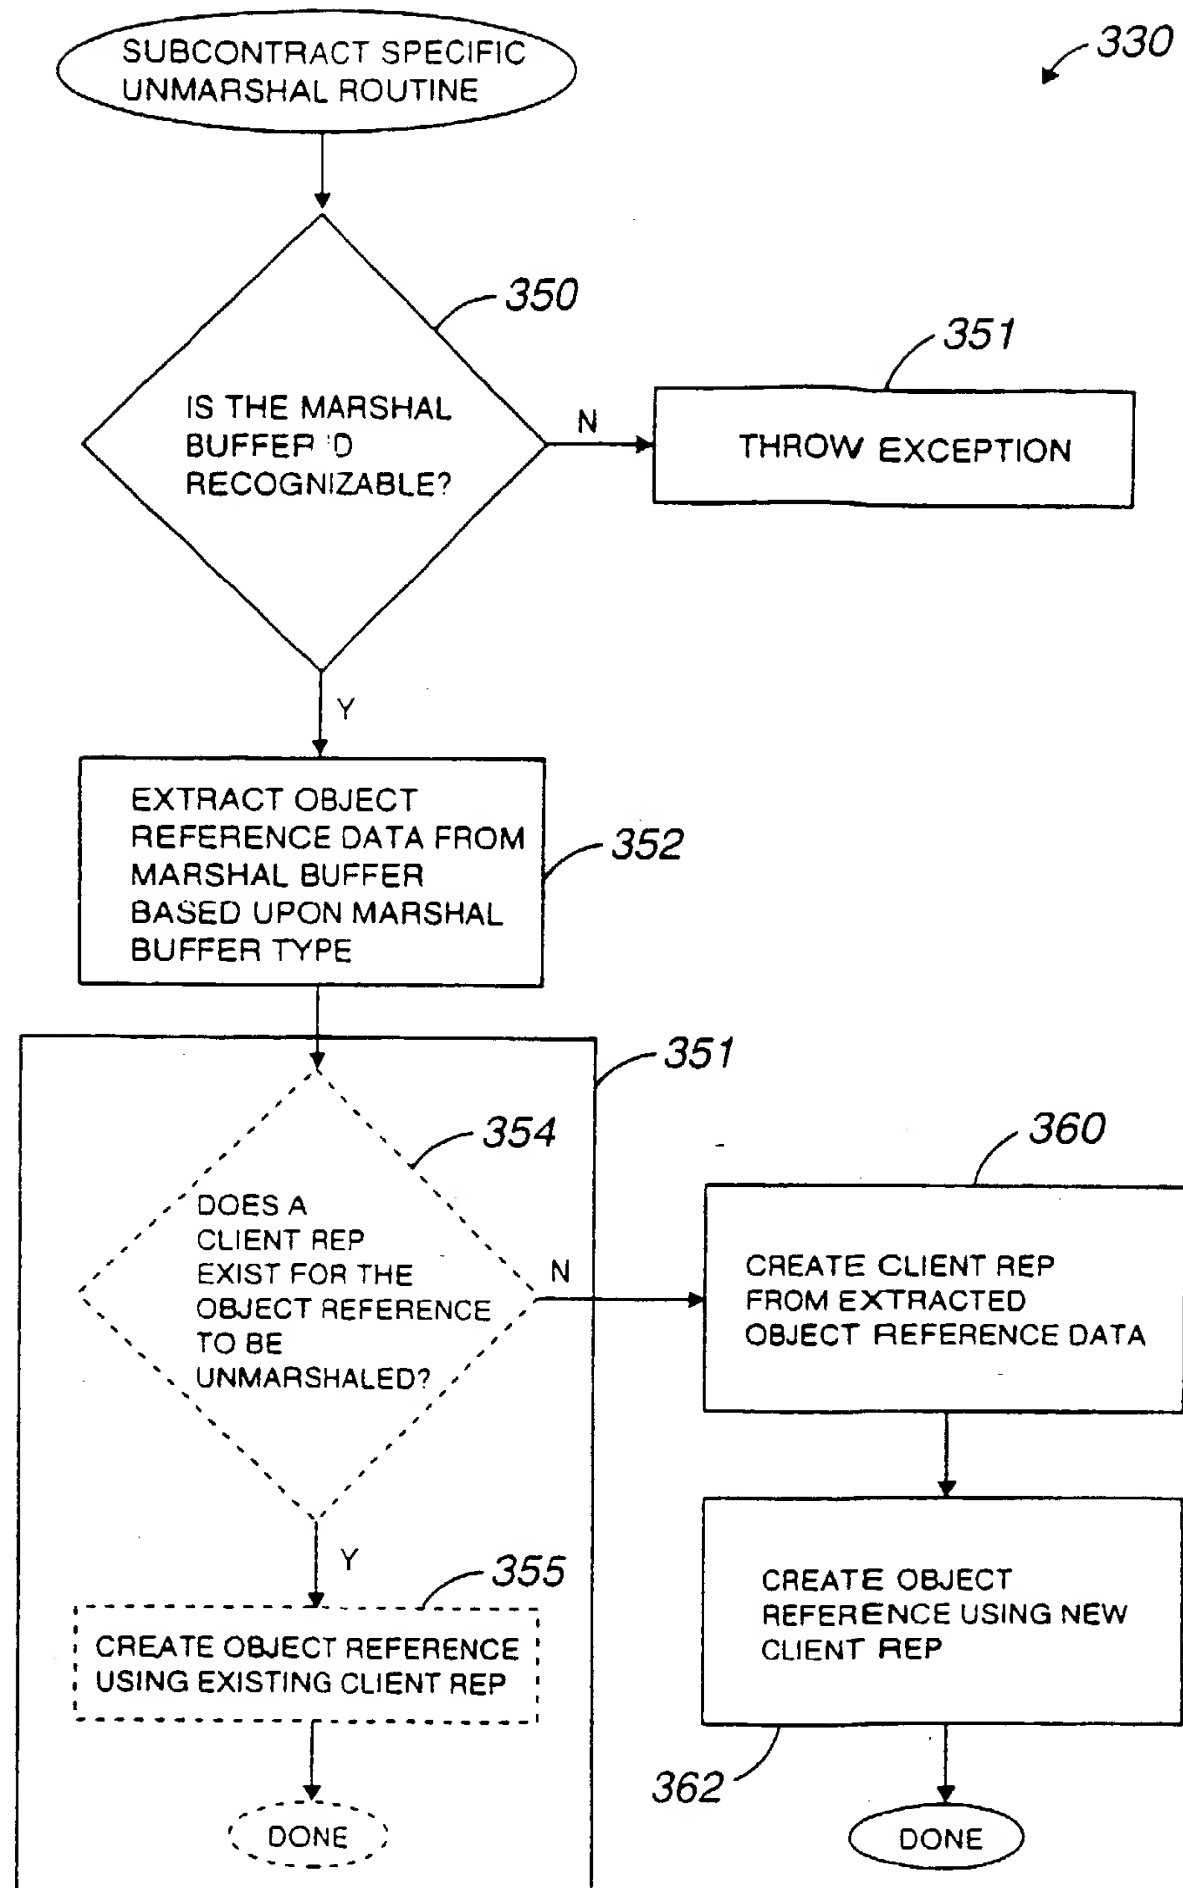 SUBCONTRACT SPECIFIC
UNMARSHAL ROUTINE
330
350
IS THE MARSHAL
BUFFER 'D
RECOGNIZABLE?
N
351
THROW EXCEPTION
Y
EXTRACT OBJECT
REFERENCE DATA FROM
MARSHAL BUFFER
BASED UPON MARSHAL
BUFFER TYPE
352
351
354
DOES A
CLIENT REP
EXIST FOR THE
OBJECT REFERENCE
TO BE
UNMARSHALED?
N
360
CREATE CLIENT REP
FROM EXTRACTED
OBJECT REFERENCE DATA
Y
355
CREATE OBJECT REFERENCE
USING EXISTING CLIENT REP
CREATE OBJECT
REFERENCE USING NEW
CLIENT REP
362
DONE
DONE